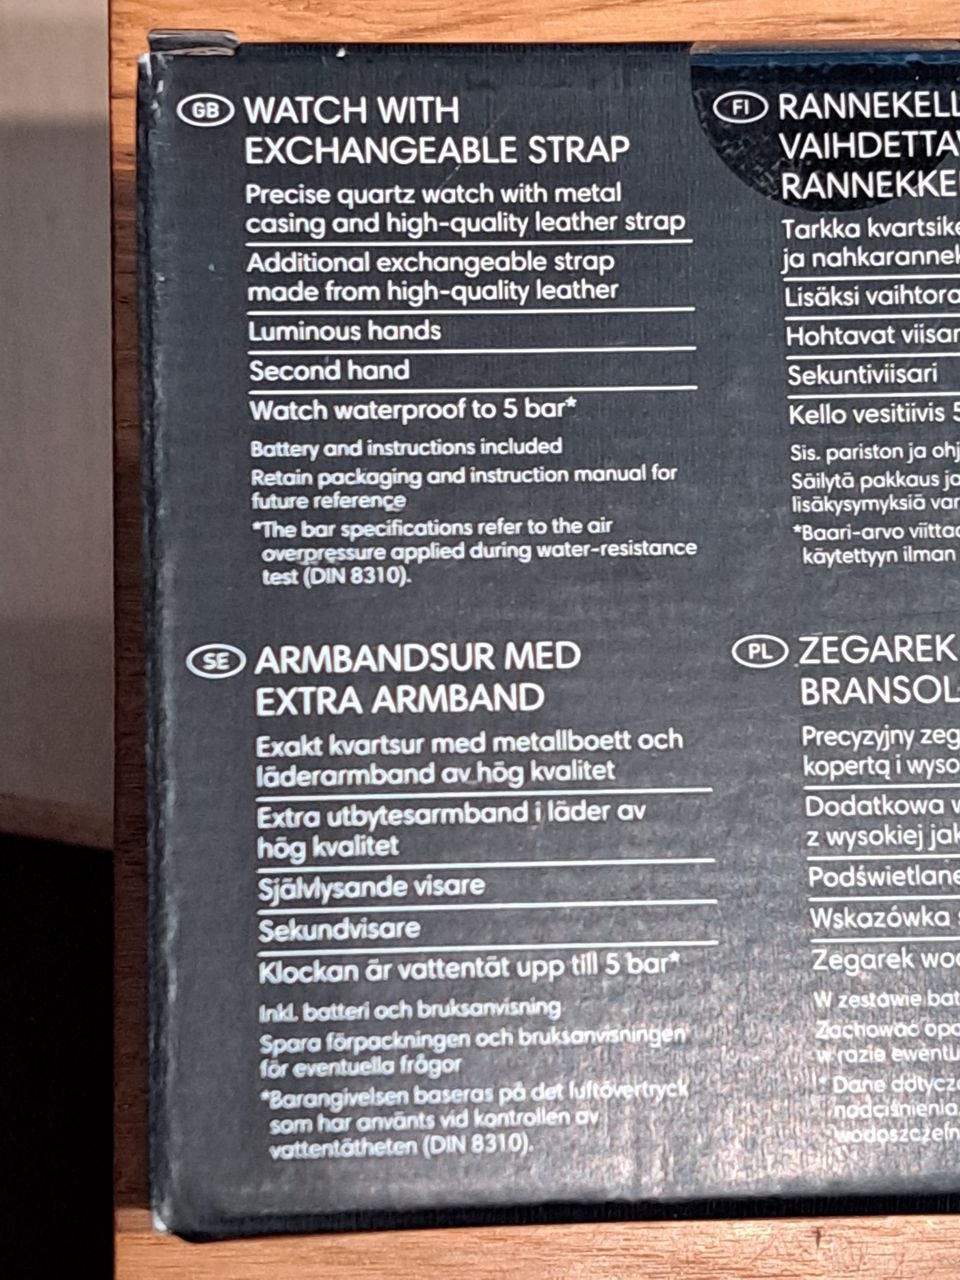 GB WATCH WITH
EXCHANGEABLE STRAP
Precise quartz watch with metal
casing and high-quality leather strap
Additional exchangeable strap
made from high-quality leather
Luminous hands
Second hand
Watch waterproof to 5 bar*
Battery and instructions included
Retain packaging and instruction manual for
future reference
*The bar specifications refer to the air
overpressure applied during water-resistance
test (DIN 8310).
FI RANNEKELL
VAIHDETTAV
RANNEKKE
Tarkka kvartsike
ja nahkarannek
Lisäksi vaihtora
Hohtavat viisar
Sekuntiviisari
Kello vesitiivis 5
Sis. pariston ja ohj
Säilytä pakkaus ja
lisäkysymyksiä var
*Baari-arvo viittaa
käytettyyn ilman
SE ARMBANDSUR MED
EXTRA ARMBAND
Exakt kvartsur med metallboett och
läderarmband av hög kvalitet
Extra utbytesarmband i läder av
hög kvalitet
Självlysande visare
Sekundvisare
Klockan är vattentät upp till 5 bar*
Inkl. batteri och bruksanvisning
Spara förpackningen och bruksanvisningen
för eventuella frågor
*Barangivelsen baseras på det luftövertryck
som har använts vid kontrollen av
vattentätheten (DIN 8310).
PL ZEGAREK
BRANSOL
Precyzyjny zeg
kopertą i wyso
Dodatkowa w
z wysokiej jak
Podświetlane
Wskazówka s
Zegarek wod
W zestawie bat
Zachować opa
w razie ewentu
* Dane dotycz
nadciśnienia
wodoszczeln